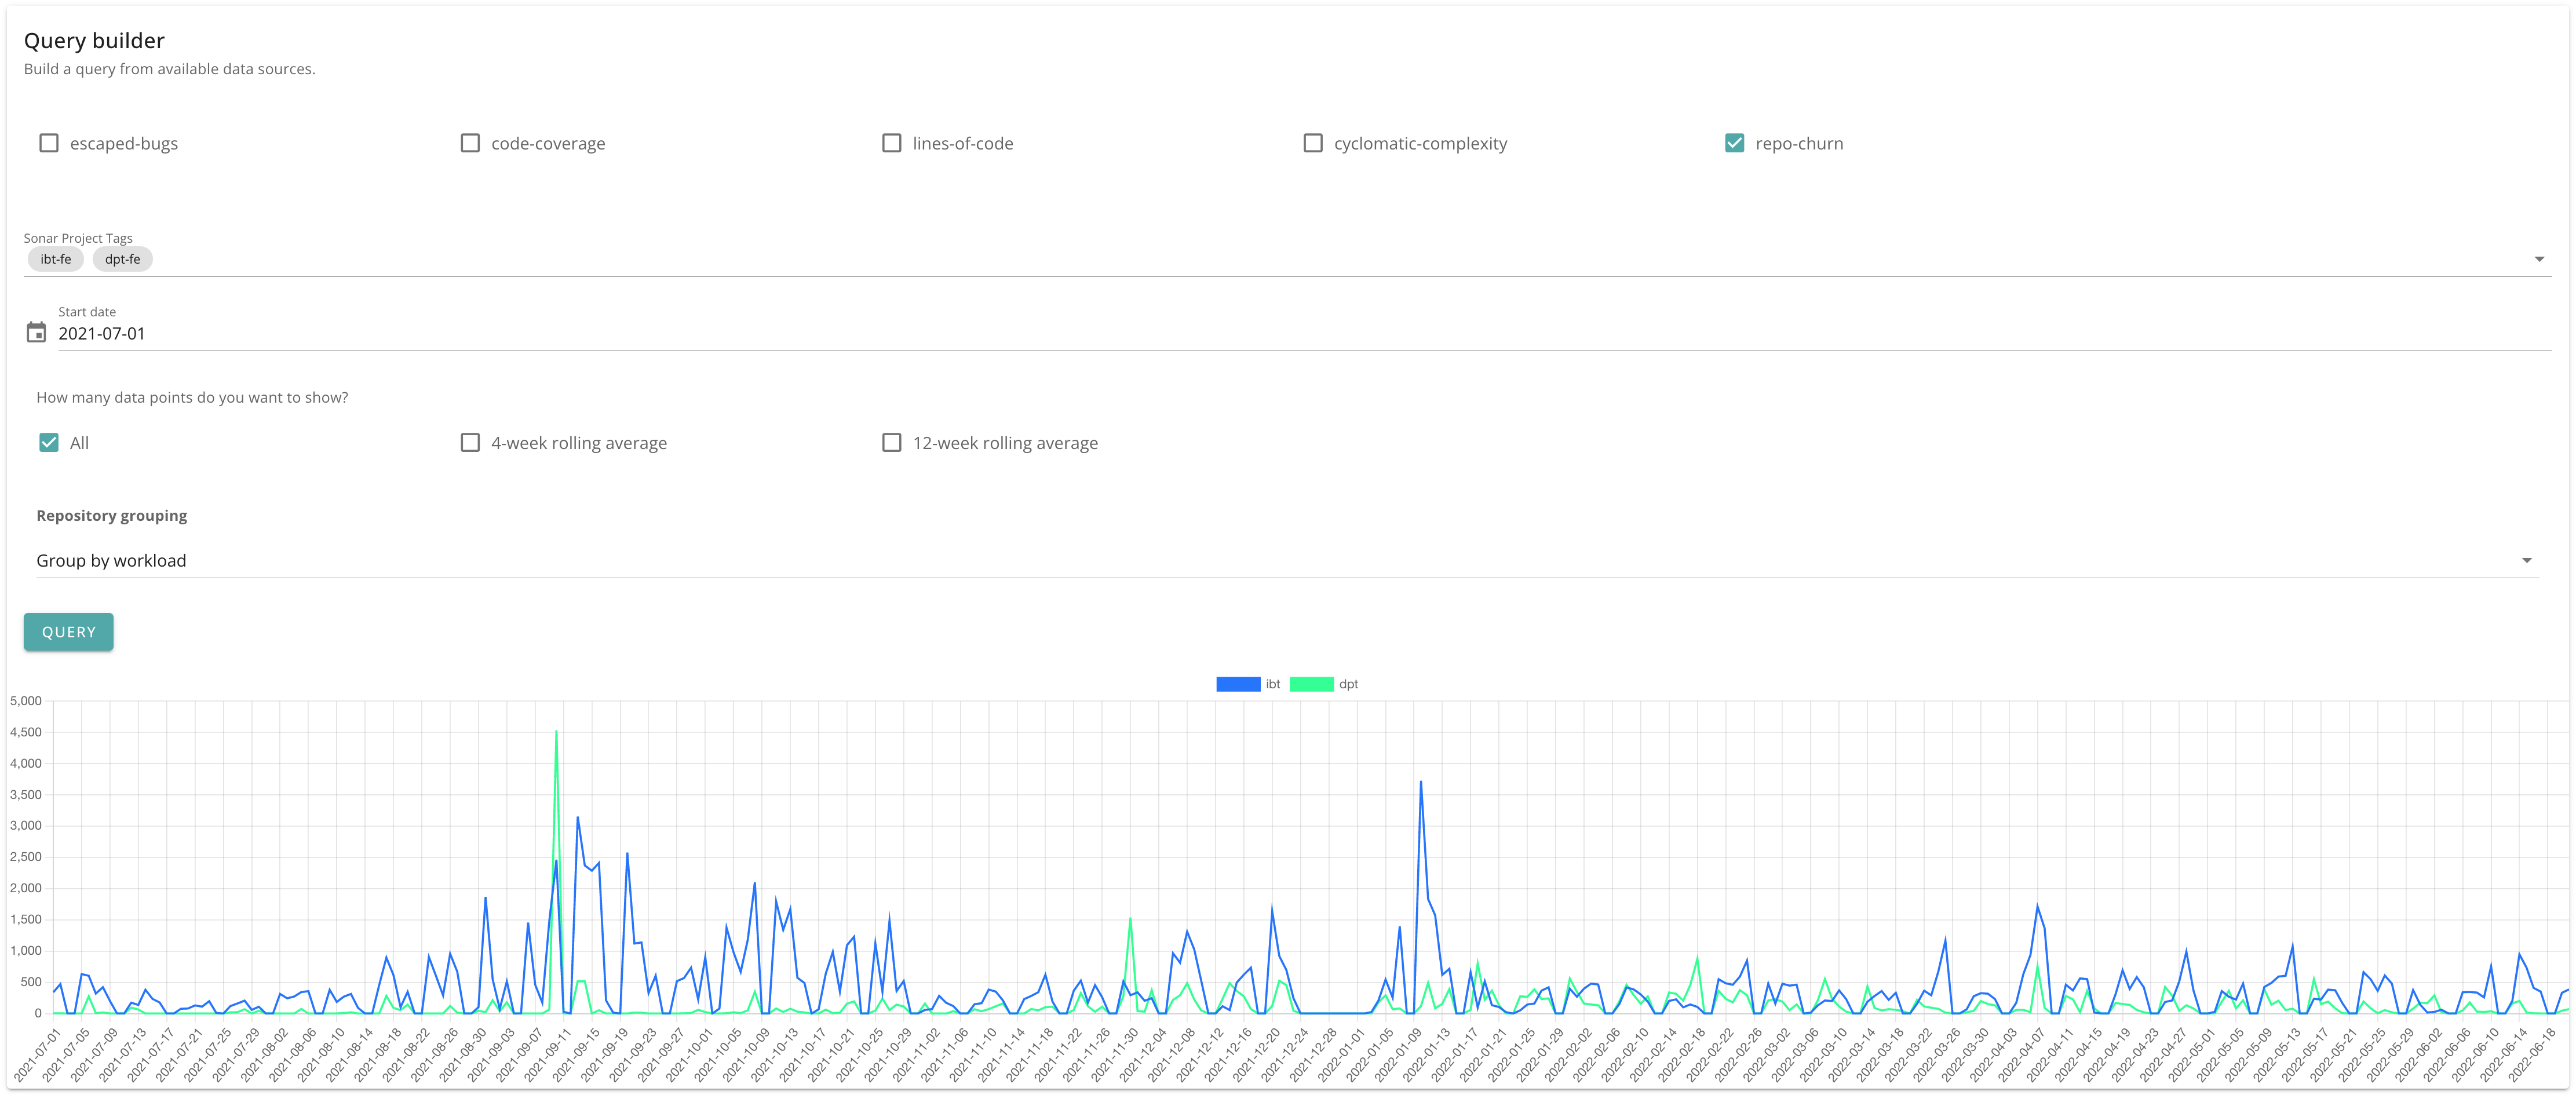 Query builder
Build a query from available data sources.
escaped-bugs code-coverage lines-of-code cyclomatic-complexity repo-churn
Sonar Project Tags
ibt-fe dpt-fe
Start date
2021-07-01
How many data points do you want to show?
All 4-week rolling average 12-week rolling average
Repository grouping
Group by workload
QUERY
ibt dpt
5,000
4,500
4,000
3,500
3,000
2,500
2,000
1,500
1,000
500
0
2021-07-01 2021-07-05 2021-07-09 2021-07-13 2021-07-17 2021-07-21 2021-07-25 2021-07-29 2021-08-02 2021-08-06 2021-08-10 2021-08-14 2021-08-18 2021-08-22 2021-08-26 2021-08-30 2021-09-03 2021-09-07 2021-09-11 2021-09-15 2021-09-19 2021-09-23 2021-09-27 2021-10-01 2021-10-05 2021-10-09 2021-10-13 2021-10-17 2021-10-21 2021-10-25 2021-10-29 2021-11-02 2021-11-06 2021-11-10 2021-11-14 2021-11-18 2021-11-22 2021-11-26 2021-11-30 2021-12-04 2021-12-08 2021-12-12 2021-12-16 2021-12-20 2021-12-24 2021-12-28 2022-01-01 2022-01-05 2022-01-09 2022-01-13 2022-01-17 2022-01-21 2022-01-25 2022-01-29 2022-02-02 2022-02-06 2022-02-10 2022-02-14 2022-02-18 2022-02-22 2022-02-26 2022-03-02 2022-03-06 2022-03-10 2022-03-14 2022-03-18 2022-03-22 2022-03-26 2022-03-30 2022-04-03 2022-04-07 2022-04-11 2022-04-15 2022-04-19 2022-04-23 2022-04-27 2022-05-01 2022-05-05 2022-05-09 2022-05-13 2022-05-17 2022-05-21 2022-05-25 2022-05-29 2022-06-02 2022-06-06 2022-06-10 2022-06-14 2022-06-18